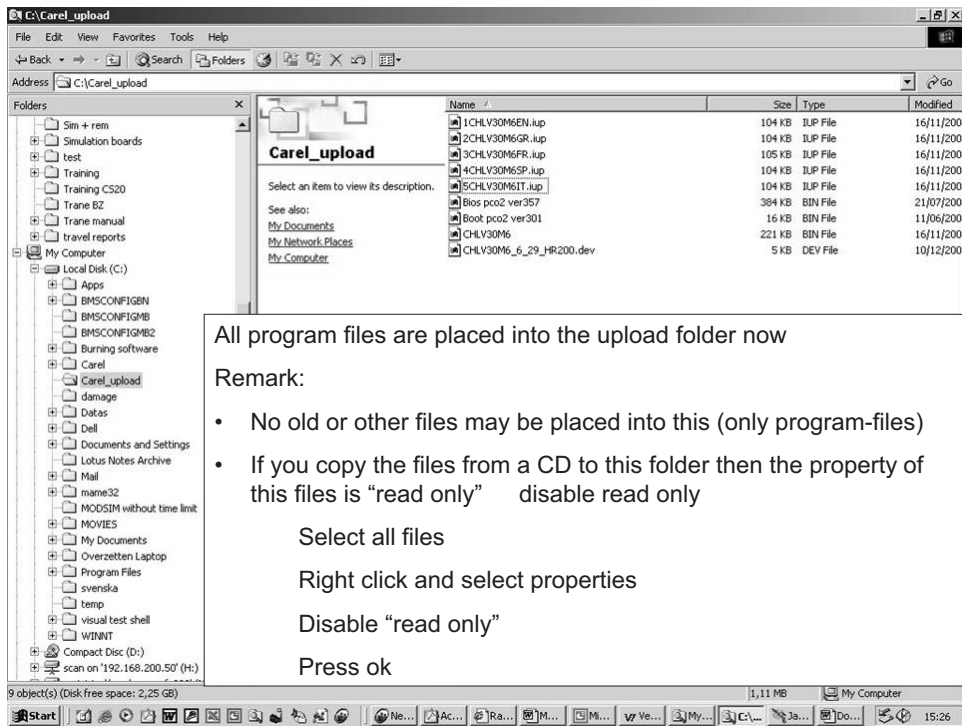 C:\Carel_upload
File Edit View Favorites Tools Help
Back Search Folders
Address C:\Carel_upload Go
Folders
Sim + rem
Simulation boards
test
Training
Training CS20
Trane BZ
Trane manual
travel reports
My Computer
Local Disk (C:)
Apps
BMSCONFIGBN
BMSCONFIGMB
BMSCONFIGMB2
Burning software
Carel
Carel_upload
damage
Datas
Dell
Documents and Settings
Lotus Notes Archive
Mail
mame32
MODSIM without time limit
MOVIES
My Documents
Overzetten Laptop
Program Files
svenska
temp
visual test shell
WINNT
Compact Disc (D:)
scan on '192.168.200.50' (H:)
Carel_upload
Select an item to view its description.
See also:
My Documents
My Network Places
My Computer
Name Size Type Modified
1CHLV30M6EN.iup 104 KB IUP File 16/11/200
2CHLV30M6GR.iup 104 KB IUP File 16/11/200
3CHLV30M6FR.iup 105 KB IUP File 16/11/200
4CHLV30M6SP.iup 104 KB IUP File 16/11/200
5CHLV30M6IT.iup 104 KB IUP File 16/11/200
Bios pco2 ver357 384 KB BIN File 21/07/200
Boot pco2 ver301 16 KB BIN File 11/06/200
CHLV30M6 221 KB BIN File 16/11/200
CHLV30M6_6_29_HR200.dev 5 KB DEV File 10/12/200
All program files are placed into the upload folder now
Remark:
• No old or other files may be placed into this (only program-files)
• If you copy the files from a CD to this folder then the property of
this files is “read only” disable read only
Select all files
Right click and select properties
Disable “read only”
Press ok
9 object(s) (Disk free space: 2,25 GB) 1,11 MB My Computer
Start Ne... Ac... Ra... M... Mi... Ve... My... C:\... Ja... Do... 15:26